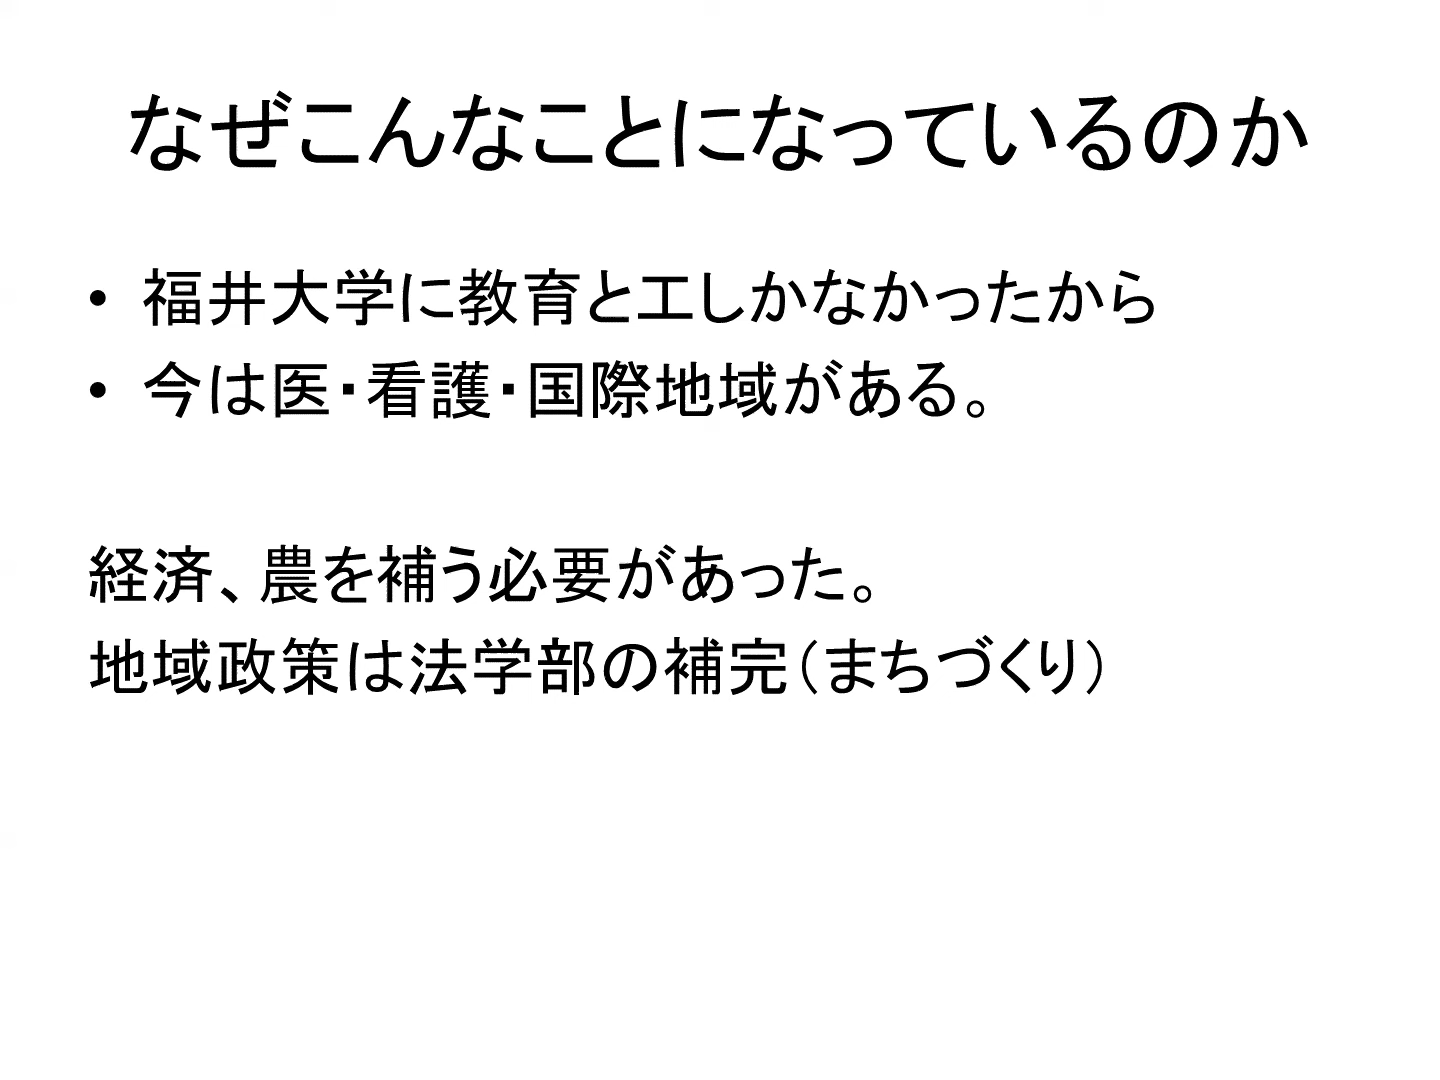 なぜこんなことになっているのか
• 福井大学に教育と工しかなかったから
• 今は医・看護・国際地域がある。
経済、農を補う必要があった。
地域政策は法学部の補完（まちづくり）